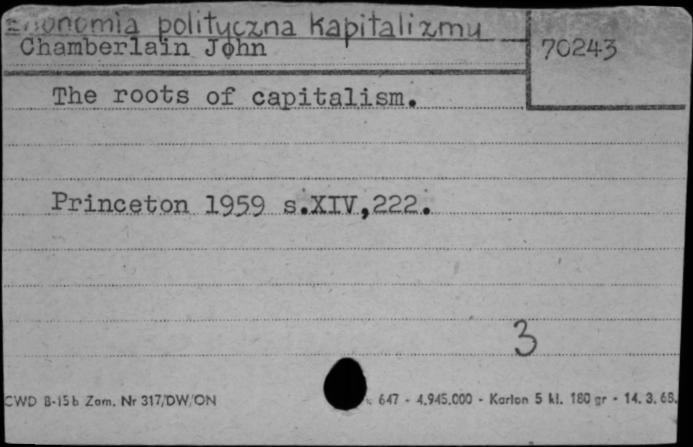 Ekonomia polityczna kapitalizmu
Chamberlain John
70243
The roots of capitalism.
Princeton 1959 s.XIV,222.
3
CWD B-15b Zam. Nr 317/DW/ON
647 - 4.945.000 - Karton 5 kl. 180 gr - 14. 3. 68.